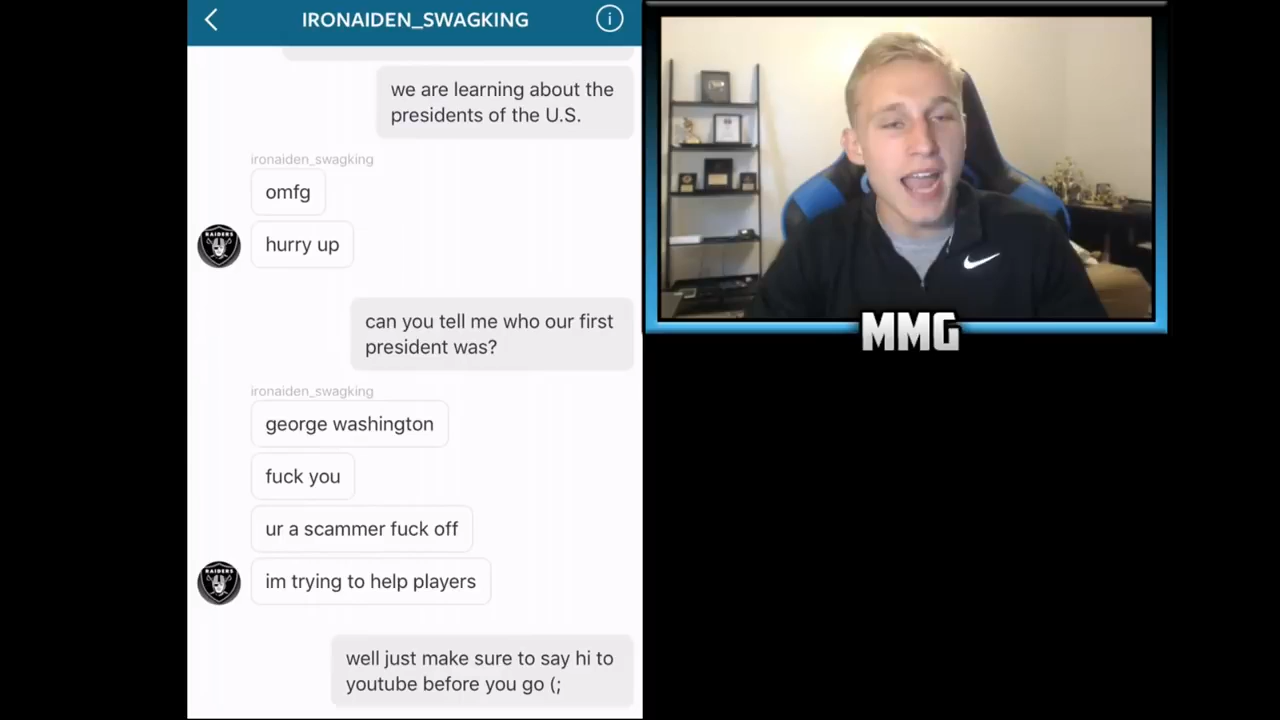 IRONAIDEN_SWAGKING
we are learning about the
presidents of the U.S.
ironaiden_swagking
omfg
hurry up
RAIDERS
can you tell me who our first
president was?
ironaiden_swagking
george washington
fuck you
ur a scammer fuck off
im trying to help players
RAIDERS
well just make sure to say hi to
youtube before you go (;
MMG